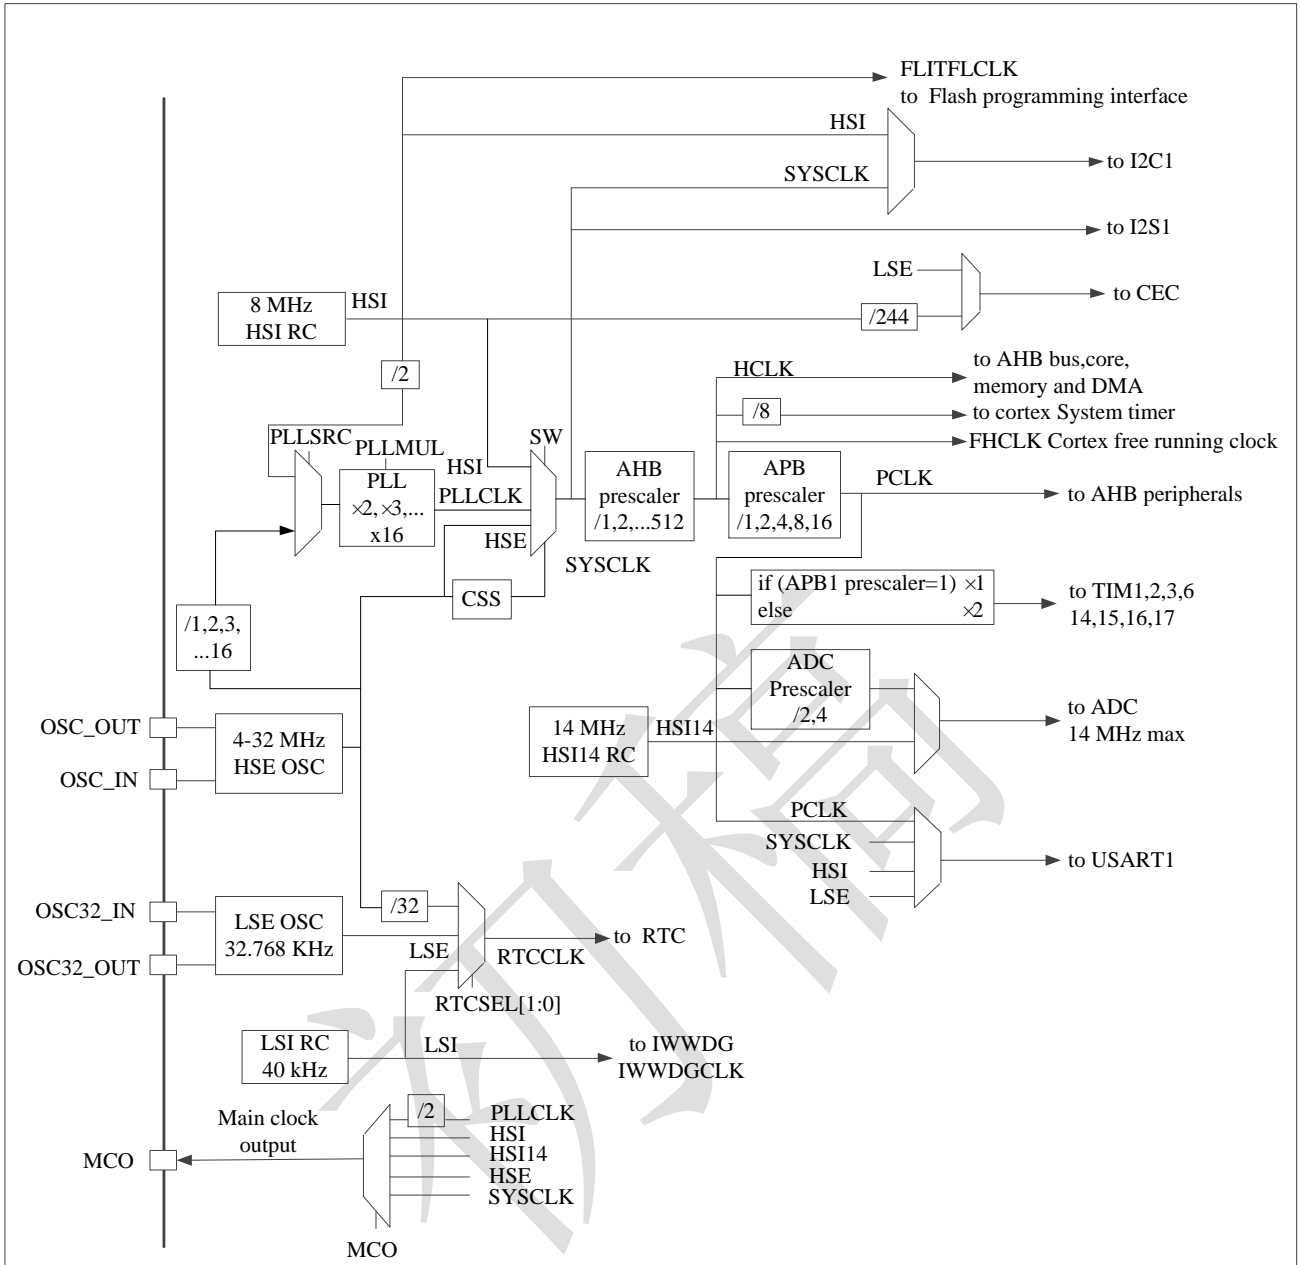 FLITFLCLK
to Flash programming interface
HSI
to I2C1
SYSCLK
to I2S1
LSE
to CEC
8 MHz
HSI RC
HSI
/244
/2
HCLK
to AHB bus,core,
memory and DMA
/8
to cortex System timer
FHCLK Cortex free running clock
PLLSRC
PLLMUL
SW
HSI
PLL
×2, ×3,...
x16
PLLCLK
HSE
AHB
prescaler
/1,2,...512
APB
prescaler
/1,2,4,8,16
PCLK
to AHB peripherals
SYSCLK
CSS
if (APB1 prescaler=1) ×1
else ×2
to TIM1,2,3,6
14,15,16,17
/1,2,3,
...16
ADC
Prescaler
/2,4
to ADC
14 MHz max
OSC_OUT
OSC_IN
4-32 MHz
HSE OSC
14 MHz
HSI14 RC
HSI14
PCLK
SYSCLK
HSI
LSE
to USART1
OSC32_IN
OSC32_OUT
LSE OSC
32.768 KHz
/32
LSE
RTCCLK
to RTC
RTCSEL[1:0]
LSI RC
40 kHz
LSI
to IWWDG
IWWDGCLK
Main clock
output
MCO
/2
PLLCLK
HSI
HSI14
HSE
SYSCLK
MCO
初稿